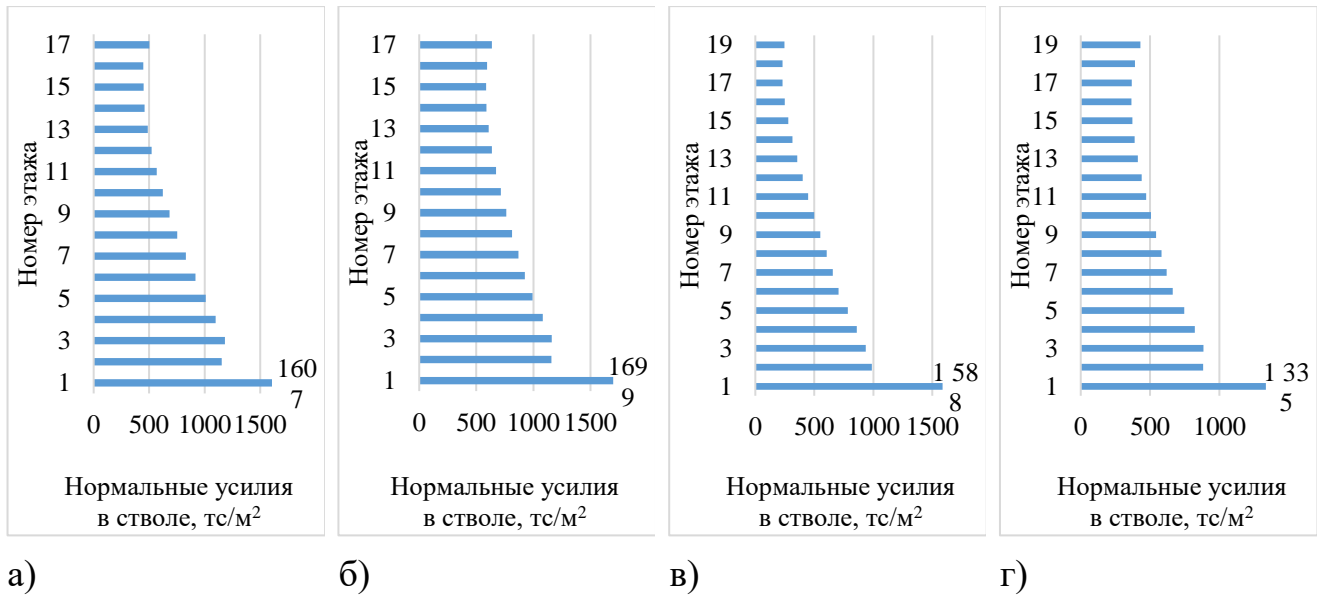 Номер этажа
17
15
13
11
9
7
5
3
1
160
7
0 500 1000 1500
Нормальные усилия
в стволе, тс/м²
а)
Номер этажа
17
15
13
11
9
7
5
3
1
169
9
0 500 1000 1500
Нормальные усилия
в стволе, тс/м²
б)
Номер этажа
19
17
15
13
11
9
7
5
3
1
1 58
8
0 500 1000 1500
Нормальные усилия
в стволе, тс/м²
в)
Номер этажа
19
17
15
13
11
9
7
5
3
1
1 33
5
0 500 1000
Нормальные усилия
в стволе, тс/м²
г)